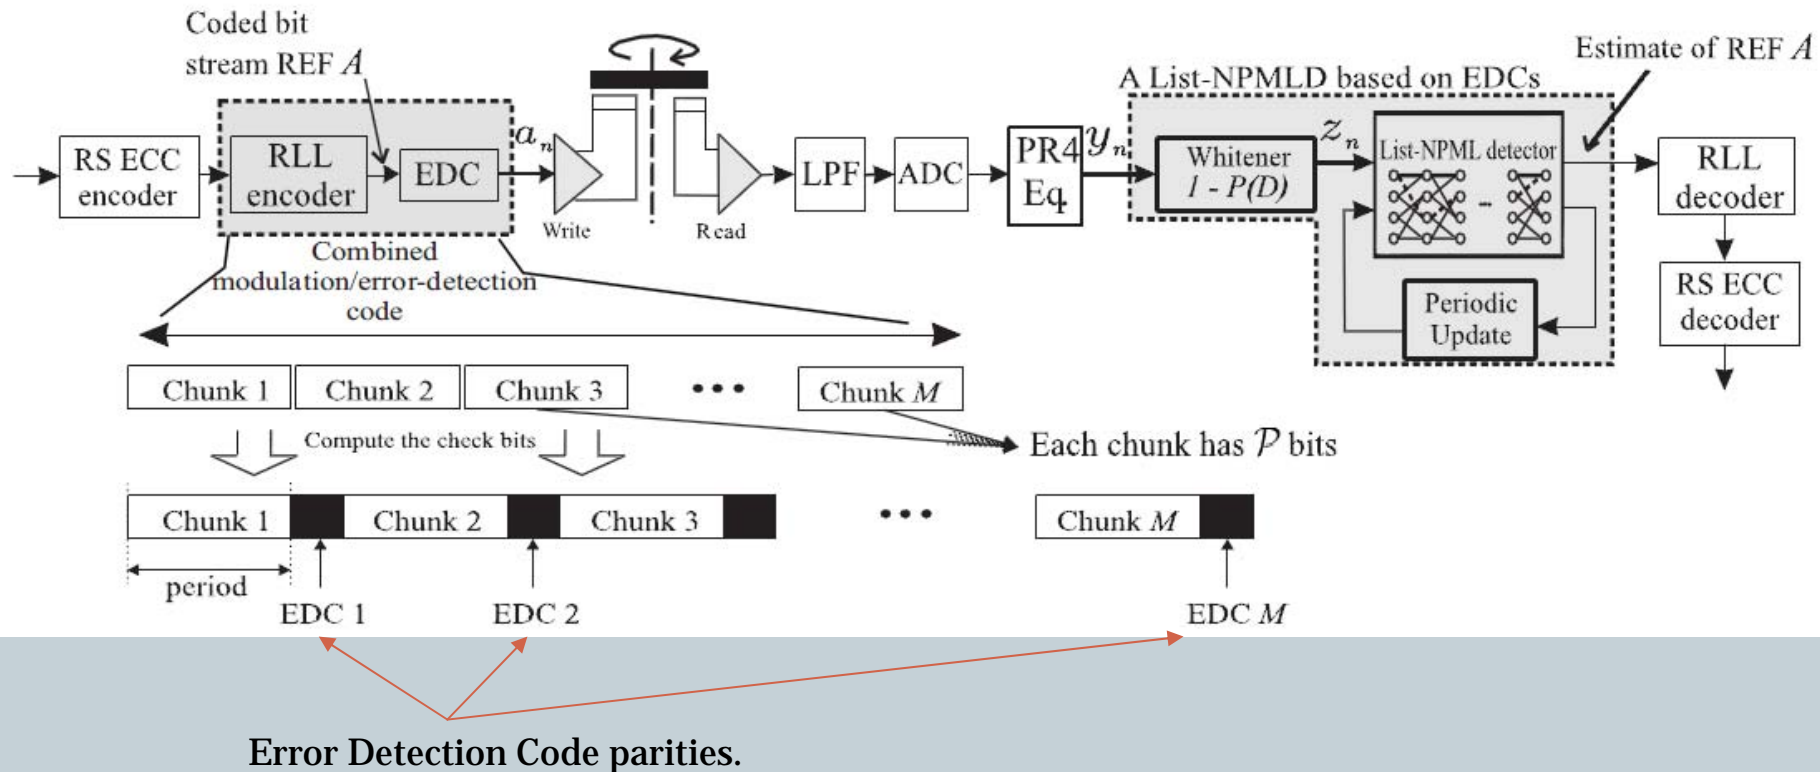 Coded bit
stream REF A
RS ECC
encoder
RLL
encoder
EDC
a_n
Write
Read
LPF
ADC
PR4
Eq.
y_n
A List-NPMLD based on EDCs
Whitener
1 - P(D)
z_n
List-NPML detector
...
Periodic
Update
Estimate of REF A
RLL
decoder
RS ECC
decoder
Combined
modulation/error-detection
code
Chunk 1
Chunk 2
Chunk 3
•••
Chunk M
Compute the check bits
Each chunk has P bits
Chunk 1
Chunk 2
Chunk 3
•••
Chunk M
period
EDC 1
EDC 2
EDC M
Error Detection Code parities.